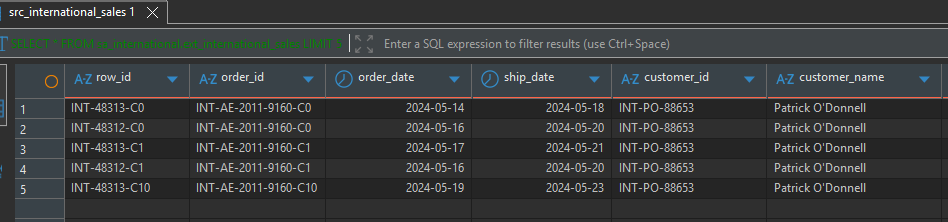 src_international_sales 1
SELECT * FROM src_international.ext_international_sales LIMIT 5 Enter a SQL expression to filter results (use Ctrl+Space)
A-Z row_id A-Z order_id order_date ship_date A-Z customer_id A-Z customer_name
1 INT-48313-C0 INT-AE-2011-9160-C0 2024-05-14 2024-05-18 INT-PO-88653 Patrick O'Donnell
2 INT-48312-C0 INT-AE-2011-9160-C0 2024-05-16 2024-05-20 INT-PO-88653 Patrick O'Donnell
3 INT-48313-C1 INT-AE-2011-9160-C1 2024-05-17 2024-05-21 INT-PO-88653 Patrick O'Donnell
4 INT-48312-C1 INT-AE-2011-9160-C1 2024-05-16 2024-05-20 INT-PO-88653 Patrick O'Donnell
5 INT-48313-C10 INT-AE-2011-9160-C10 2024-05-19 2024-05-23 INT-PO-88653 Patrick O'Donnell